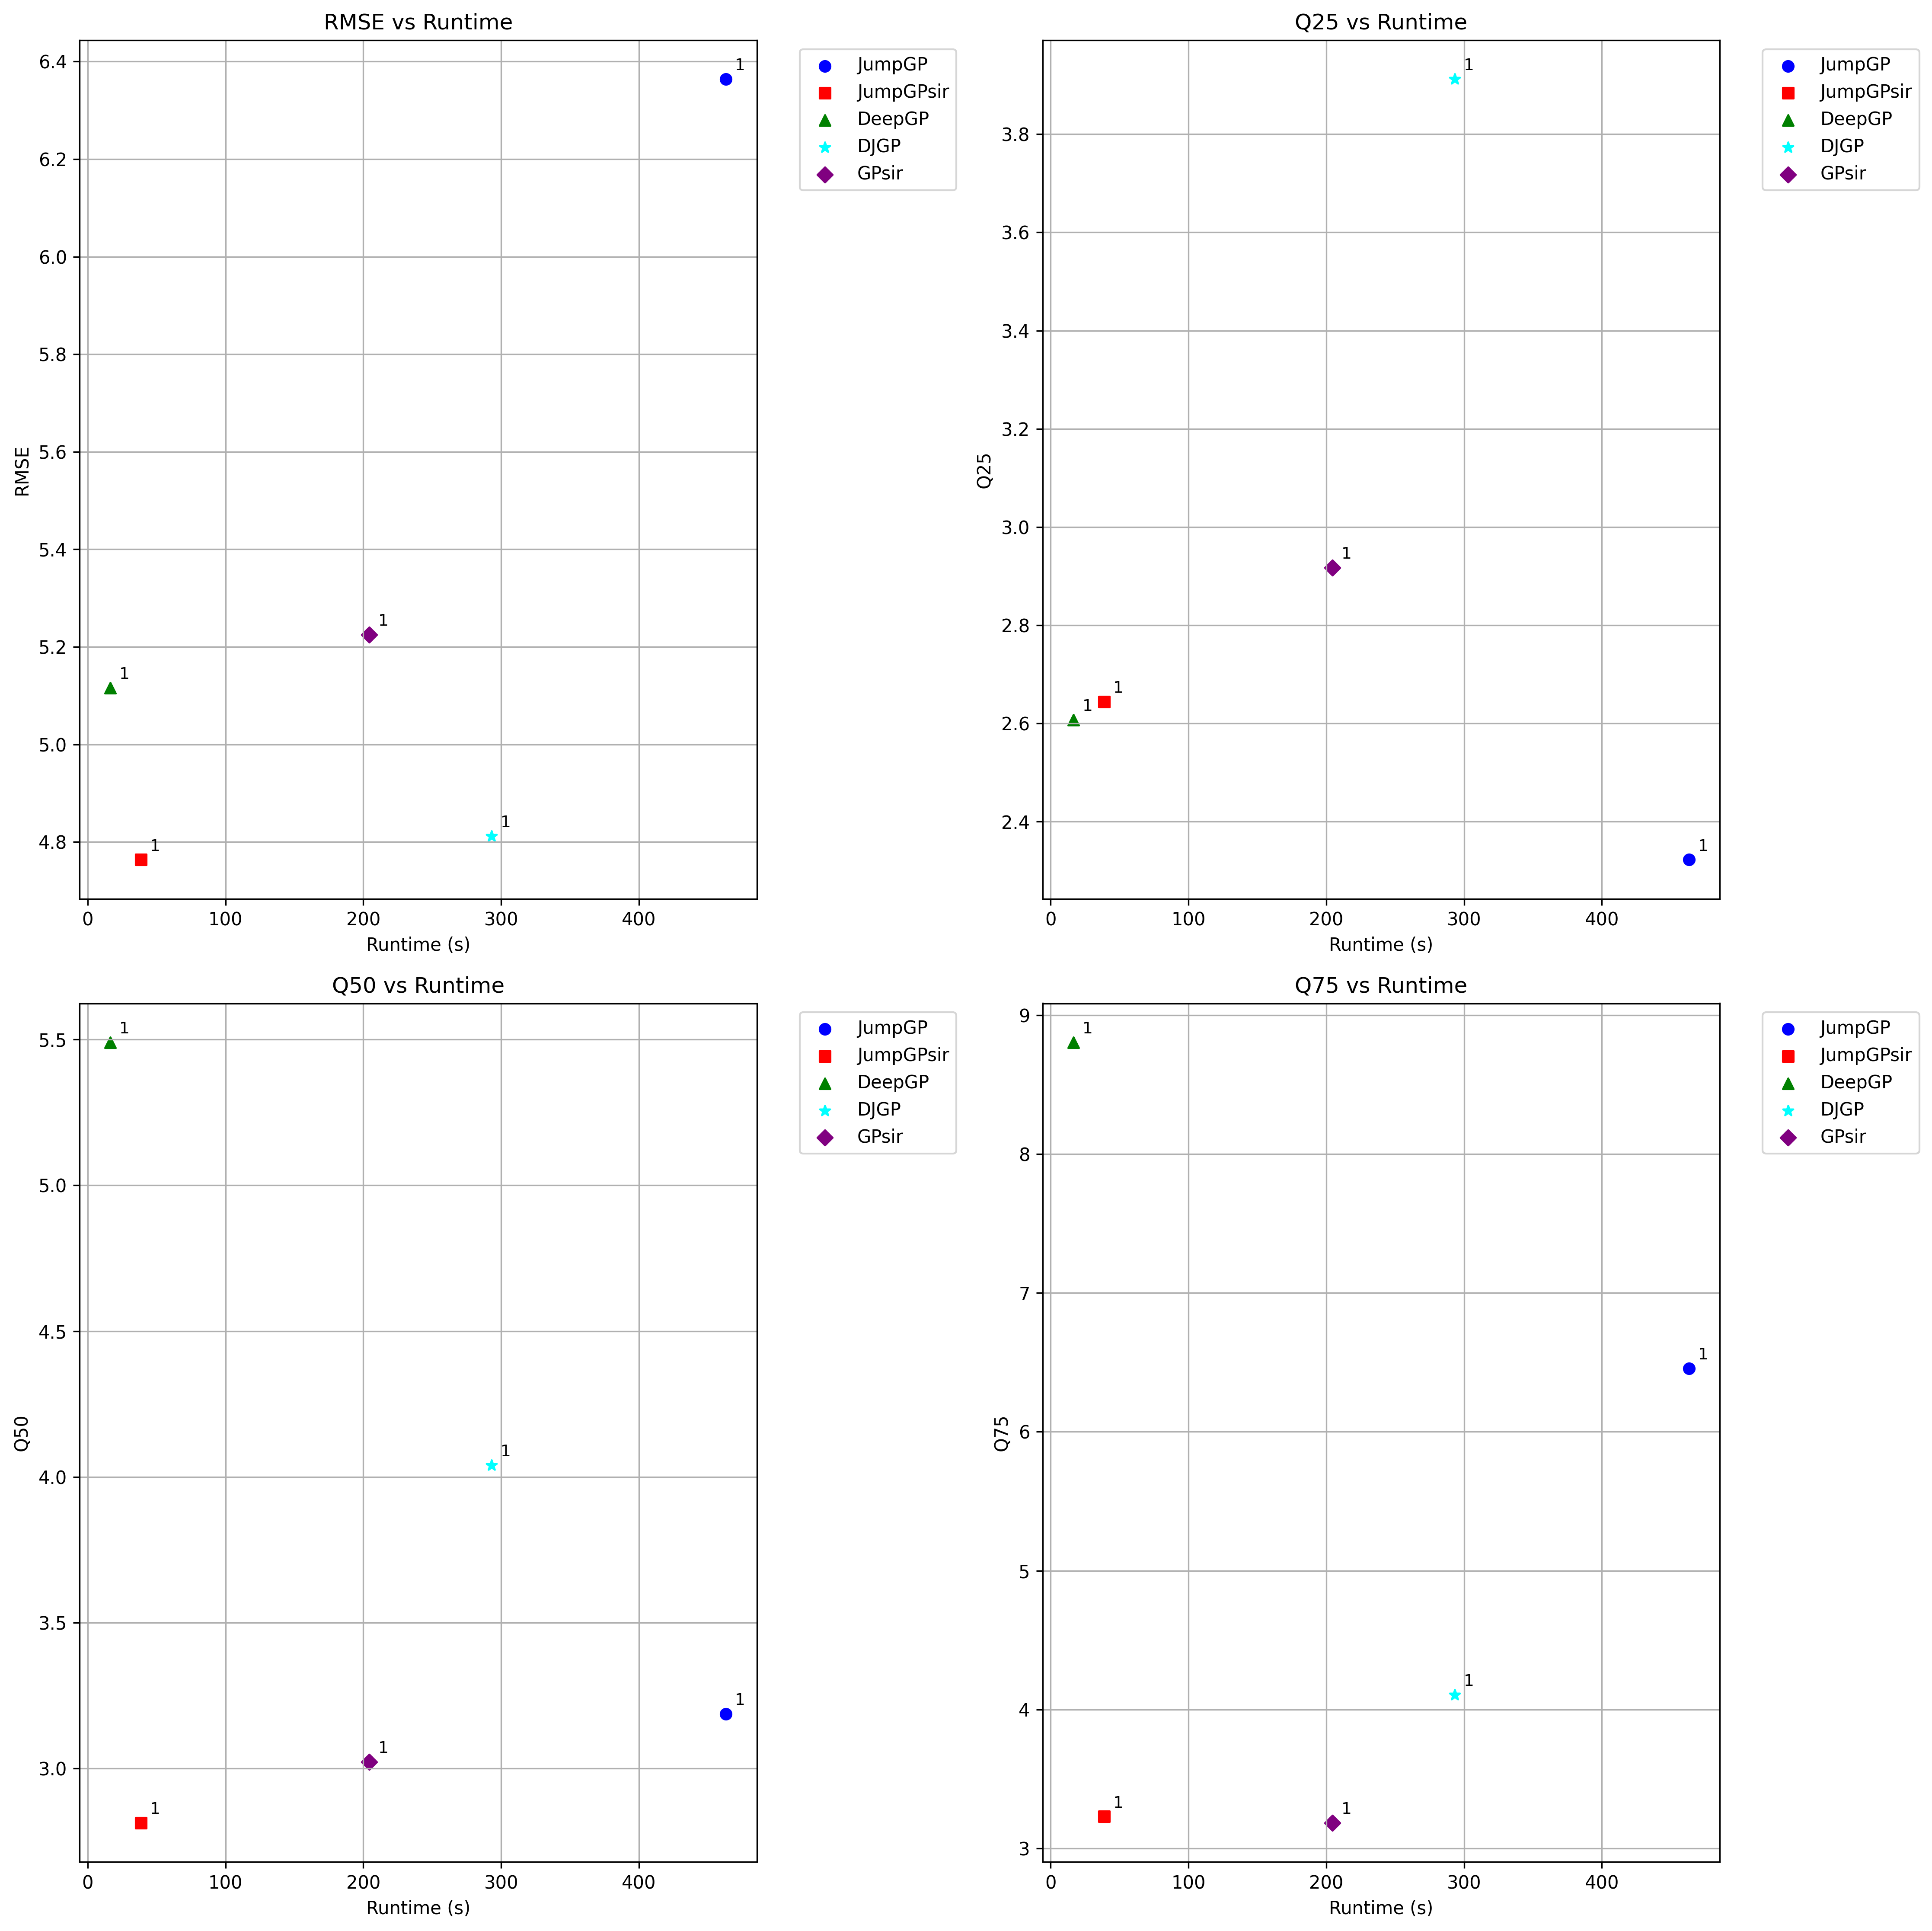 RMSE vs Runtime
6.4
6.2
6.0
5.8
5.6
5.4
5.2
5.0
4.8
RMSE
0 100 200 300 400
Runtime (s)
1
1
1
1
1
JumpGP
JumpGPsir
DeepGP
DJGP
GPsir
Q25 vs Runtime
3.8
3.6
3.4
3.2
3.0
2.8
2.6
2.4
Q25
0 100 200 300 400
Runtime (s)
1
1
1
1
1
JumpGP
JumpGPsir
DeepGP
DJGP
GPsir
Q50 vs Runtime
5.5
5.0
4.5
4.0
3.5
3.0
Q50
0 100 200 300 400
Runtime (s)
1
1
1
1
1
JumpGP
JumpGPsir
DeepGP
DJGP
GPsir
Q75 vs Runtime
9
8
7
6
5
4
3
Q75
0 100 200 300 400
Runtime (s)
1
1
1
1
1
JumpGP
JumpGPsir
DeepGP
DJGP
GPsir